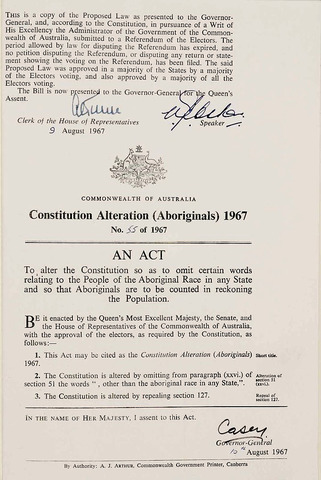 THIS is a copy of the Proposed Law as presented to the Governor-
General, and, according to the Constitution, in pursuance of a Writ of
His Excellency the Administrator of the Government of the Common-
wealth of Australia, submitted to a Referendum of the Electors. The
period allowed by law for disputing the Referendum has expired, and
no petition disputing the Referendum, or disputing any return or state-
ment showing the voting on the Referendum, has been filed. The said
Proposed Law was approved in a majority of the States by a majority
of the Electors voting, and also approved by a majority of all the
Electors voting.
The Bill is now presented to the Governor-General for the Queen's
Assent.
Clerk of the House of Representatives
Speaker
9 August 1967
COMMONWEALTH OF AUSTRALIA
Constitution Alteration (Aboriginals) 1967
No. 55 of 1967
AN ACT
To alter the Constitution so as to omit certain words
relating to the People of the Aboriginal Race in any State
and so that Aboriginals are to be counted in reckoning
the Population.
BE it enacted by the Queen's Most Excellent Majesty, the Senate, and
the House of Representatives of the Commonwealth of Australia,
with the approval of the electors, as required by the Constitution, as
follows:—
1. This Act may be cited as the Constitution Alteration (Aboriginals) Short title.
1967.
2. The Constitution is altered by omitting from paragraph (xxvi.) of Alteration of
section 51 the words ", other than the aboriginal race in any State,". section 51
(xxvi.).
3. The Constitution is altered by repealing section 127. Repeal of
section 127.
IN THE NAME OF HER MAJESTY, I assent to this Act.
Casey
Governor-General
10th August 1967
By Authority: A. J. ARTHUR, Commonwealth Government Printer, Canberra